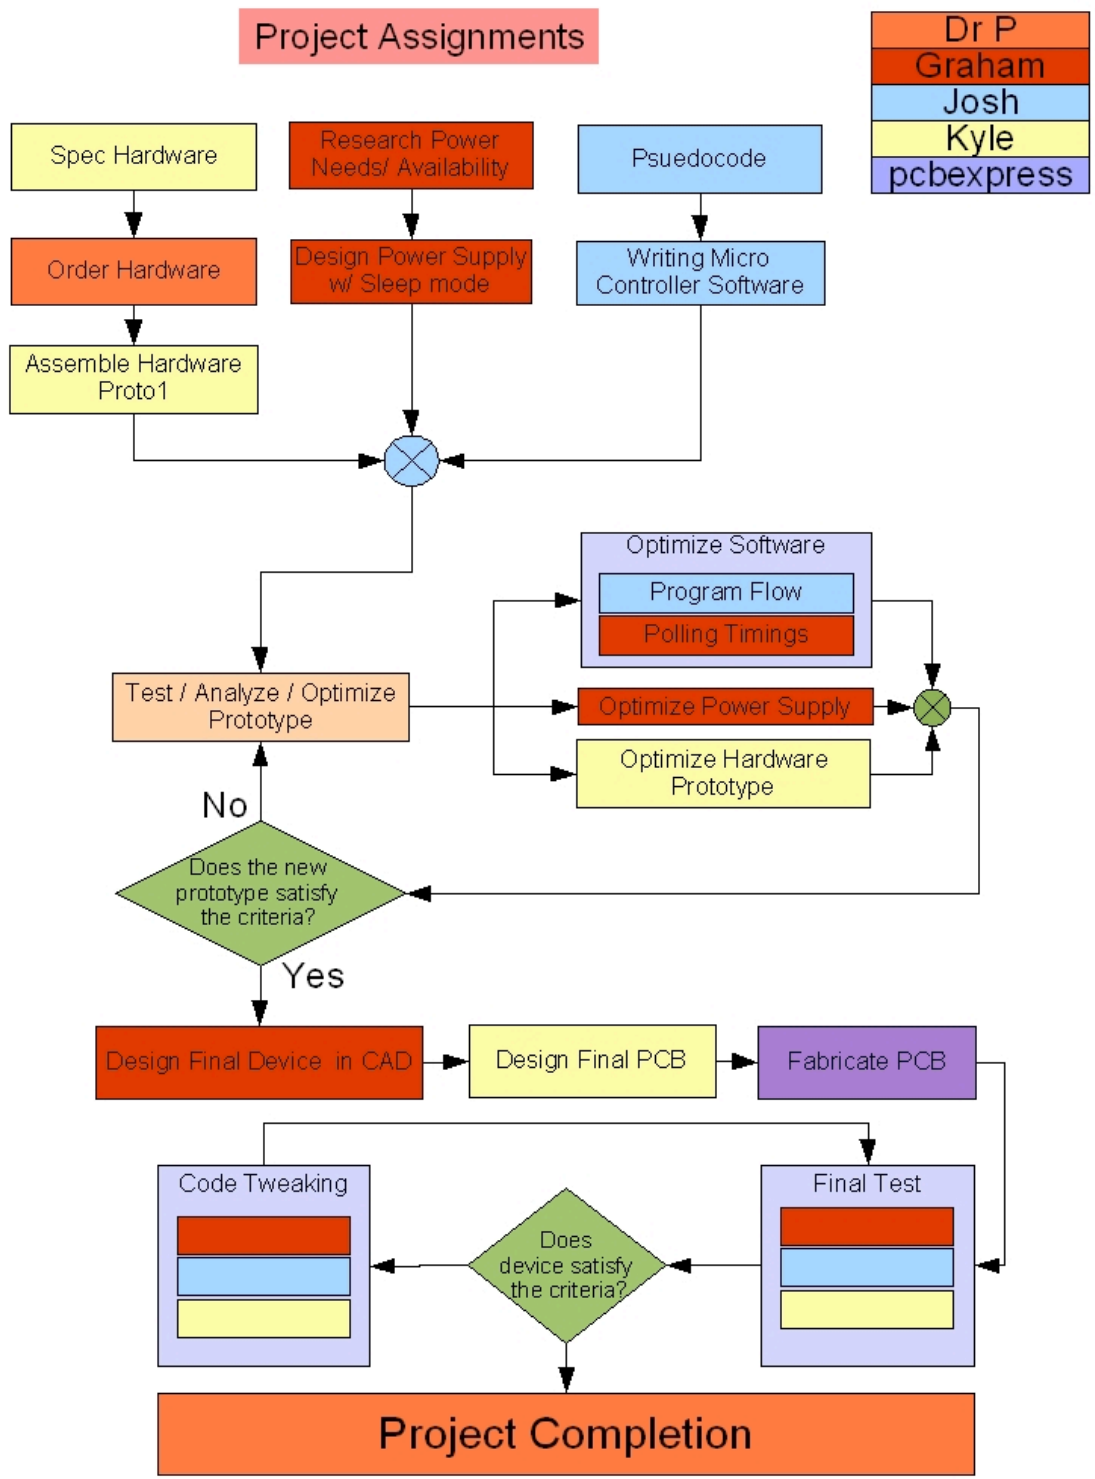 Project Assignments
Dr P
Graham
Josh
Kyle
pcbexpress
Spec Hardware
Research Power
Needs/ Availability
Psuedocode
Order Hardware
Design Power Supply
w/ Sleep mode
Writing Micro
Controller Software
Assemble Hardware
Proto1
Optimize Software
Program Flow
Polling Timings
Test / Analyze / Optimize
Prototype
Optimize Power Supply
Optimize Hardware
Prototype
No
Does the new
prototype satisfy
the criteria?
Yes
Design Final Device in CAD
Design Final PCB
Fabricate PCB
Code Tweaking
Final Test
Does
device satisfy
the criteria?
Project Completion